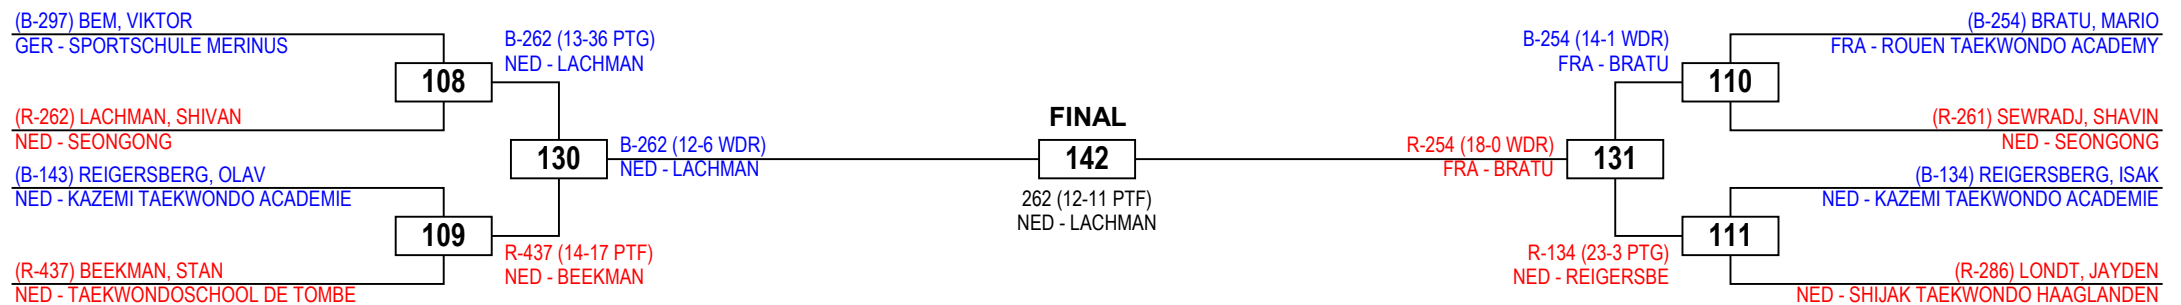 (B-297) BEM, VIKTOR
GER - SPORTSCHULE MERINUS
108
(R-262) LACHMAN, SHIVAN
NED - SEONGONG
(B-143) REIGERSBERG, OLAV
NED - KAZEMI TAEKWONDO ACADEMIE
109
(R-437) BEEKMAN, STAN
NED - TAEKWONDOSCHOOL DE TOMBE
B-262 (13-36 PTG)
NED - LACHMAN
130
R-437 (14-17 PTF)
NED - BEEKMAN
B-262 (12-6 WDR)
NED - LACHMAN
FINAL
142
262 (12-11 PTF)
NED - LACHMAN
R-254 (18-0 WDR)
FRA - BRATU
B-254 (14-1 WDR)
FRA - BRATU
131
R-134 (23-3 PTG)
NED - REIGERSBE
(B-254) BRATU, MARIO
FRA - ROUEN TAEKWONDO ACADEMY
110
(R-261) SEWRADJ, SHAVIN
NED - SEONGONG
(B-134) REIGERSBERG, ISAK
NED - KAZEMI TAEKWONDO ACADEMIE
111
(R-286) LONDT, JAYDEN
NED - SHIJAK TAEKWONDO HAAGLANDEN